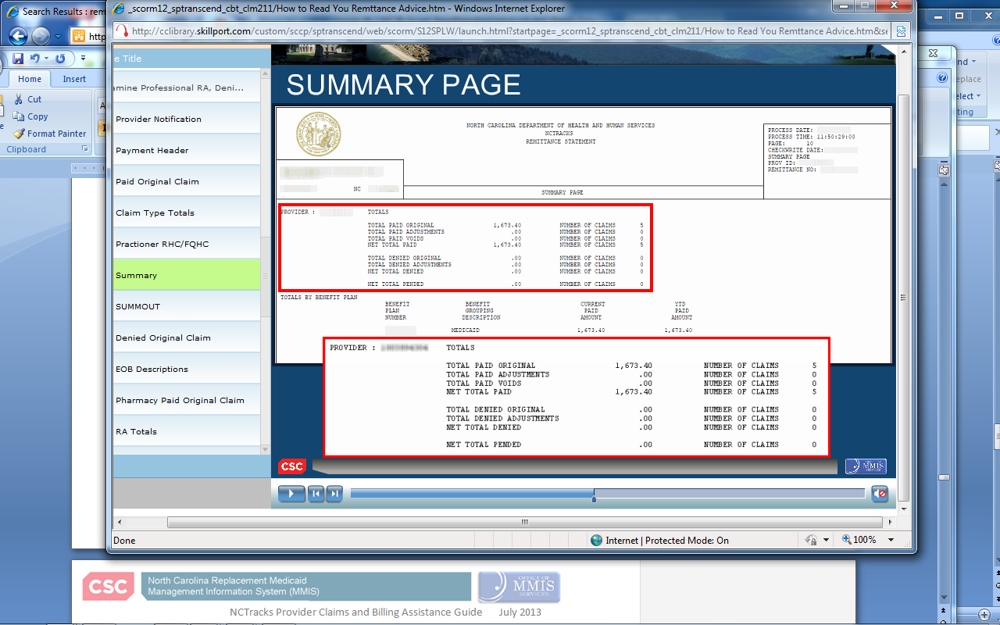 Search Results : rem
_scorm12_sptranscend_cbt_clm211/How to Read You Remttance Advice.htm - Windows Internet Explorer
http://cclibrary.skillport.com/custom/sccp/sptranscend/web/scorm/S12SPLW/launch.html?startpage=_scorm12_sptranscend_cbt_clm211/How to Read You Remttance Advice.htm&se
http
Home Insert
Cut
Copy
Format Painter
Clipboard
e Title
amine Professional RA, Deni...
Provider Notification
Payment Header
Paid Original Claim
Claim Type Totals
Practioner RHC/FQHC
Summary
SUMMOUT
Denied Original Claim
EOB Descriptions
Pharmacy Paid Original Claim
RA Totals
SUMMARY PAGE
NORTH CAROLINA DEPARTMENT OF HEALTH AND HUMAN SERVICES
NCTRACKS
REMITTANCE STATEMENT
PROCESS DATE:
PROCESS TIME: 11:50:29:00
PAGE: 10
CHECKWRITE DATE:
SUMMARY PAGE
PROV ID:
REMITTANCE NO:
NC
SUMMARY PAGE
PROVIDER : TOTALS
TOTAL PAID ORIGINAL 1,673.40 NUMBER OF CLAIMS 5
TOTAL PAID ADJUSTMENTS .00 NUMBER OF CLAIMS 0
TOTAL PAID VOIDS .00 NUMBER OF CLAIMS 0
NET TOTAL PAID 1,673.40 NUMBER OF CLAIMS 5
TOTAL DENIED ORIGINAL .00 NUMBER OF CLAIMS 0
TOTAL DENIED ADJUSTMENTS .00 NUMBER OF CLAIMS 0
NET TOTAL DENIED .00 NUMBER OF CLAIMS 0
NET TOTAL PENDED .00 NUMBER OF CLAIMS 0
TOTALS BY BENEFIT PLAN
BENEFIT BENEFIT CURRENT YTD
PLAN GROUPING PAID PAID
NUMBER DESCRIPTION AMOUNT AMOUNT
MEDICAID 1,673.40 1,673.40
PROVIDER : TOTALS
TOTAL PAID ORIGINAL 1,673.40 NUMBER OF CLAIMS 5
TOTAL PAID ADJUSTMENTS .00 NUMBER OF CLAIMS 0
TOTAL PAID VOIDS .00 NUMBER OF CLAIMS 0
NET TOTAL PAID 1,673.40 NUMBER OF CLAIMS 5
TOTAL DENIED ORIGINAL .00 NUMBER OF CLAIMS 0
TOTAL DENIED ADJUSTMENTS .00 NUMBER OF CLAIMS 0
NET TOTAL DENIED .00 NUMBER OF CLAIMS 0
NET TOTAL PENDED .00 NUMBER OF CLAIMS 0
CSC
MMIS
SERVICES
Done Internet | Protected Mode: On 100%
nd
eplace
elect
ting
CSC
North Carolina Replacement Medicaid
Management Information System (MMIS)
OFFICE OF
MMIS
SERVICES
NCTracks Provider Claims and Billing Assistance Guide July 2013